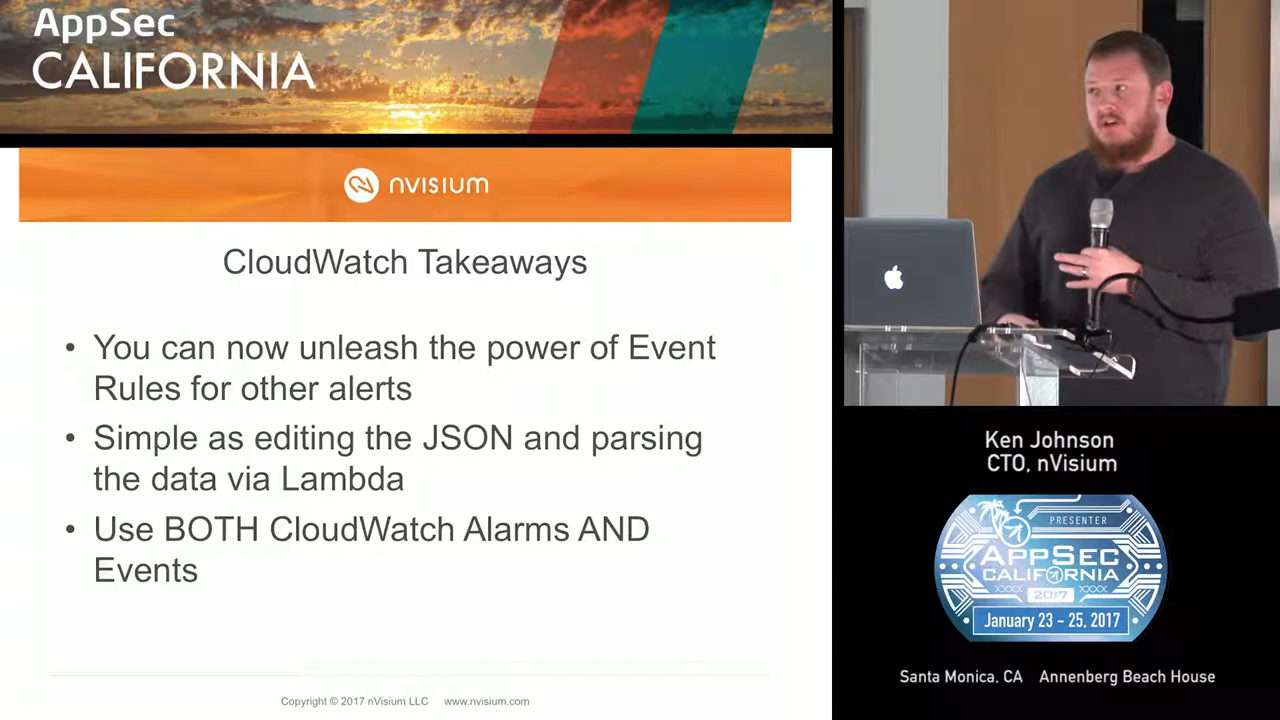 AppSec
CALIFORNIA
nVISIUM
CloudWatch Takeaways
• You can now unleash the power of Event
Rules for other alerts
• Simple as editing the JSON and parsing
the data via Lambda
• Use BOTH CloudWatch Alarms AND
Events
Copyright © 2017 nVisium LLC www.nvisium.com
Ken Johnson
CTO, nVisium
PRESENTER
APPSEC
CALIFORNIA
2017
January 23 - 25, 2017
Santa Monica, CA Annenberg Beach House